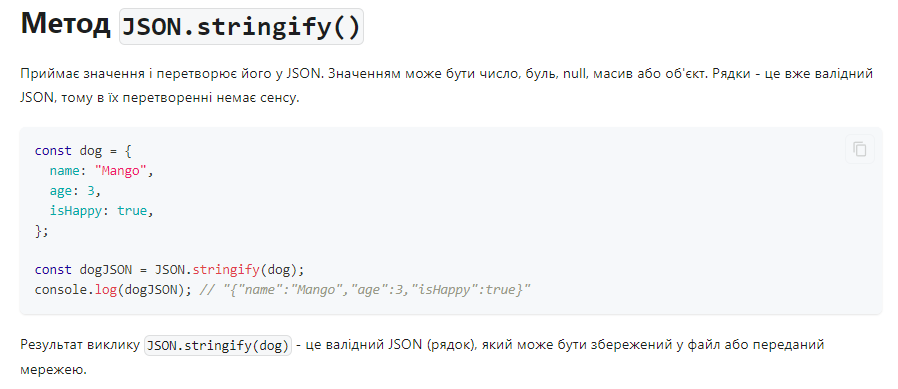 Метод JSON.stringify()
Приймає значення і перетворює його у JSON. Значенням може бути число, буль, null, масив або об'єкт. Рядки - це вже валідний
JSON, тому в їх перетворенні немає сенсу.
const dog = {
  name: "Mango",
  age: 3,
  isHappy: true,
};

const dogJSON = JSON.stringify(dog);
console.log(dogJSON); // "{"name":"Mango","age":3,"isHappy":true}"
Результат виклику JSON.stringify(dog) - це валідний JSON (рядок), який може бути збережений у файл або переданий
мережею.